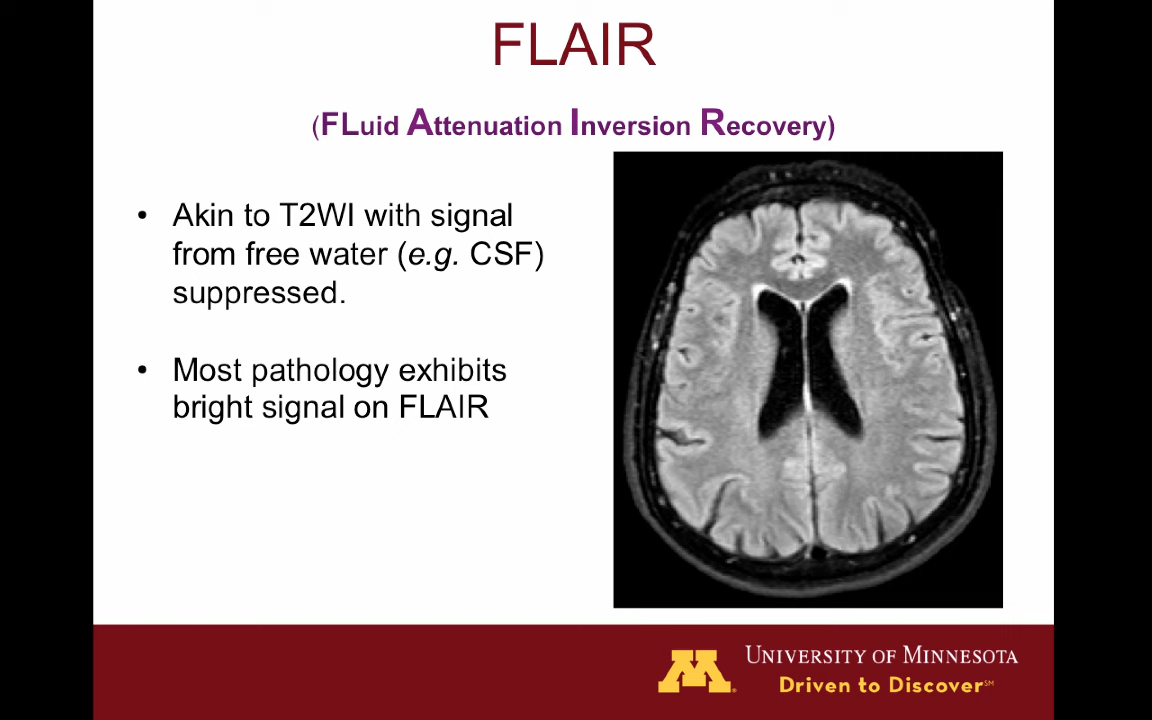 FLAIR
(FLuid Attenuation Inversion Recovery)
• Akin to T2WI with signal
from free water (e.g. CSF)
suppressed.
• Most pathology exhibits
bright signal on FLAIR
M
UNIVERSITY OF MINNESOTA
Driven to Discover℠